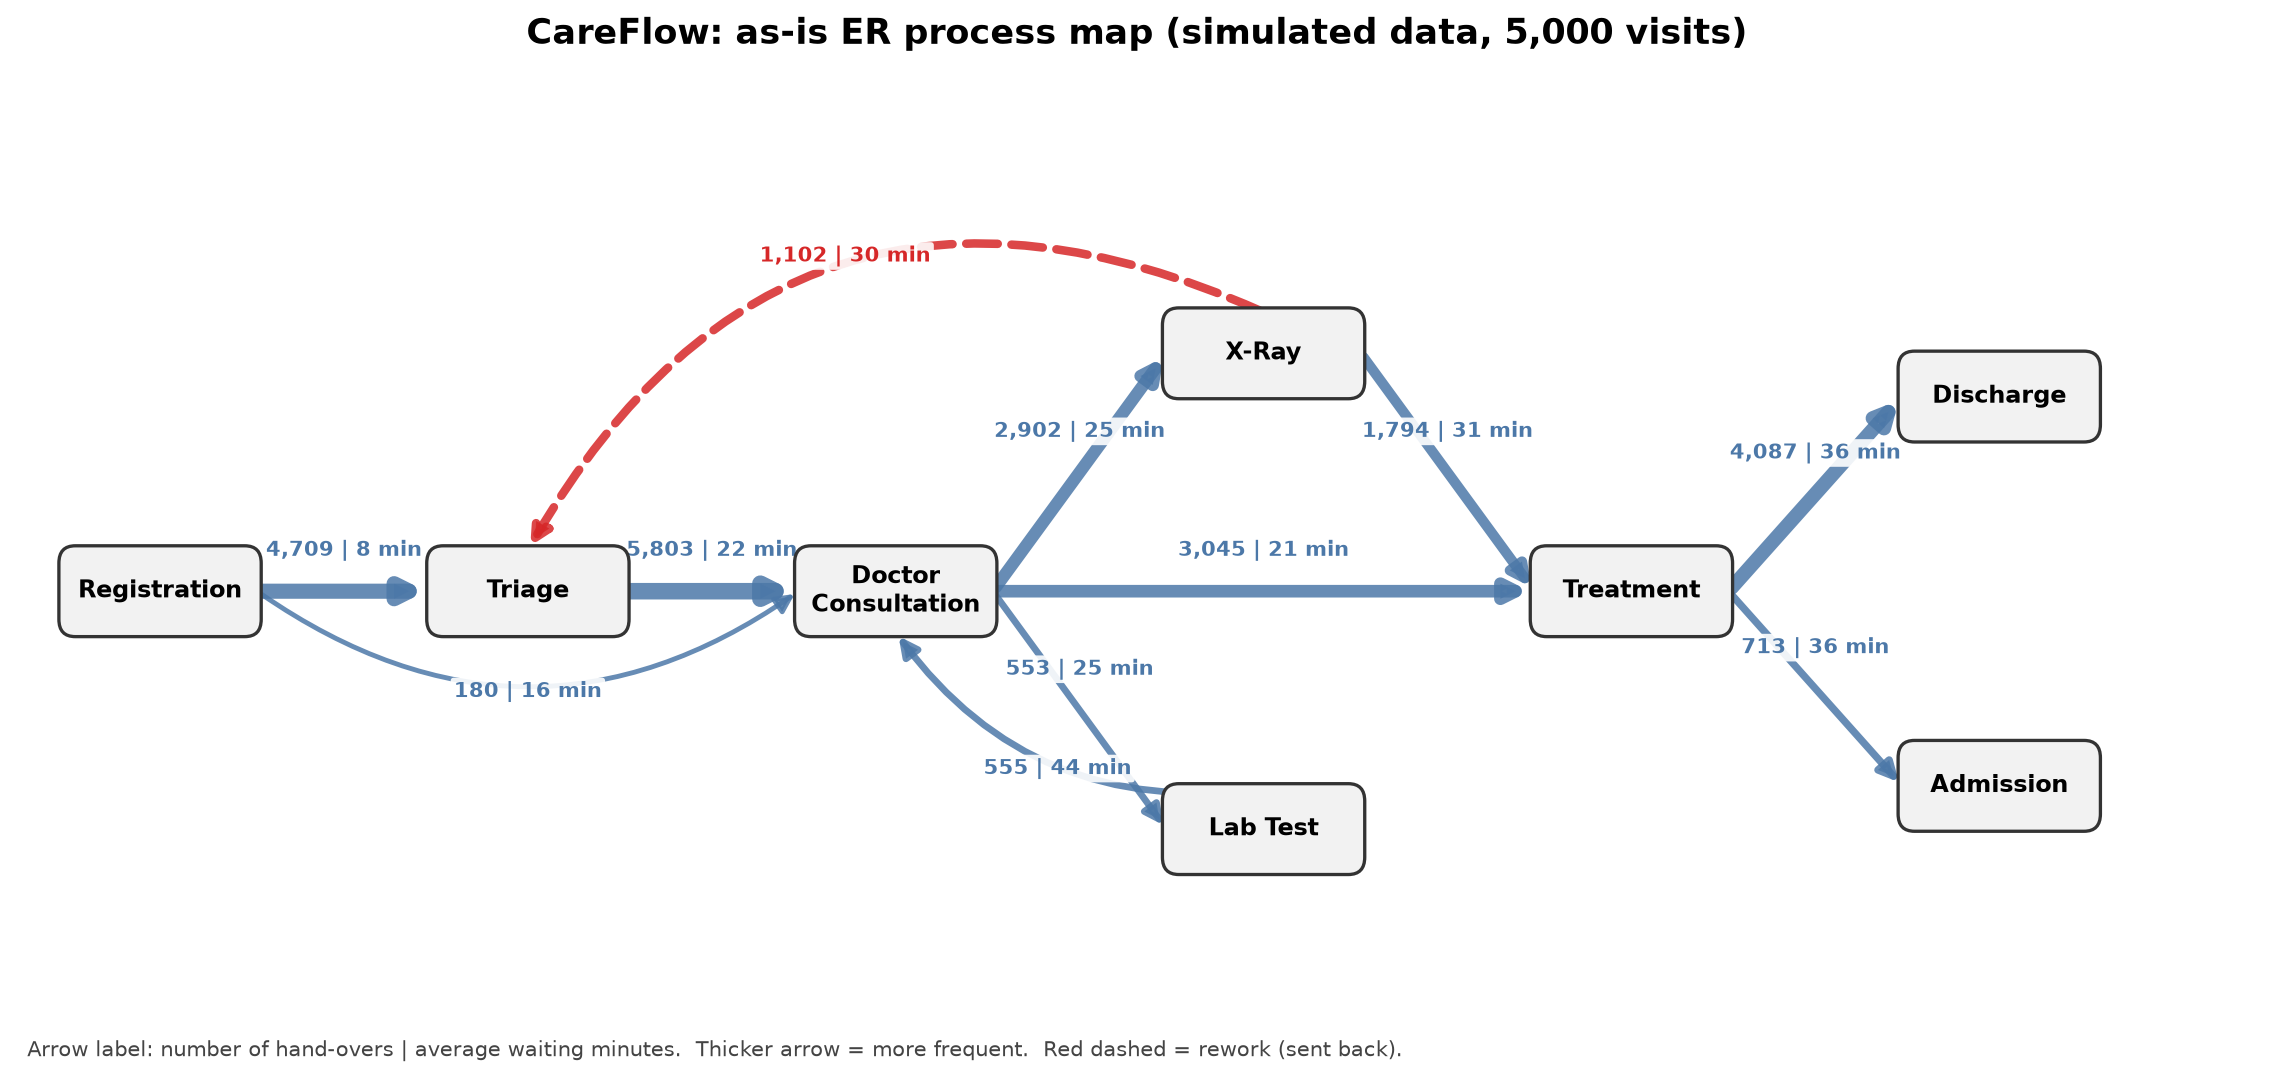 CareFlow: as-is ER process map (simulated data, 5,000 visits)
1,102 | 30 min
X-Ray
Discharge
2,902 | 25 min
1,794 | 31 min
4,087 | 36 min
4,709 | 8 min
5,803 | 22 min
3,045 | 21 min
Registration
Triage
Doctor
Consultation
Treatment
713 | 36 min
553 | 25 min
180 | 16 min
555 | 44 min
Admission
Lab Test
Arrow label: number of hand-overs | average waiting minutes.  Thicker arrow = more frequent.  Red dashed = rework (sent back).